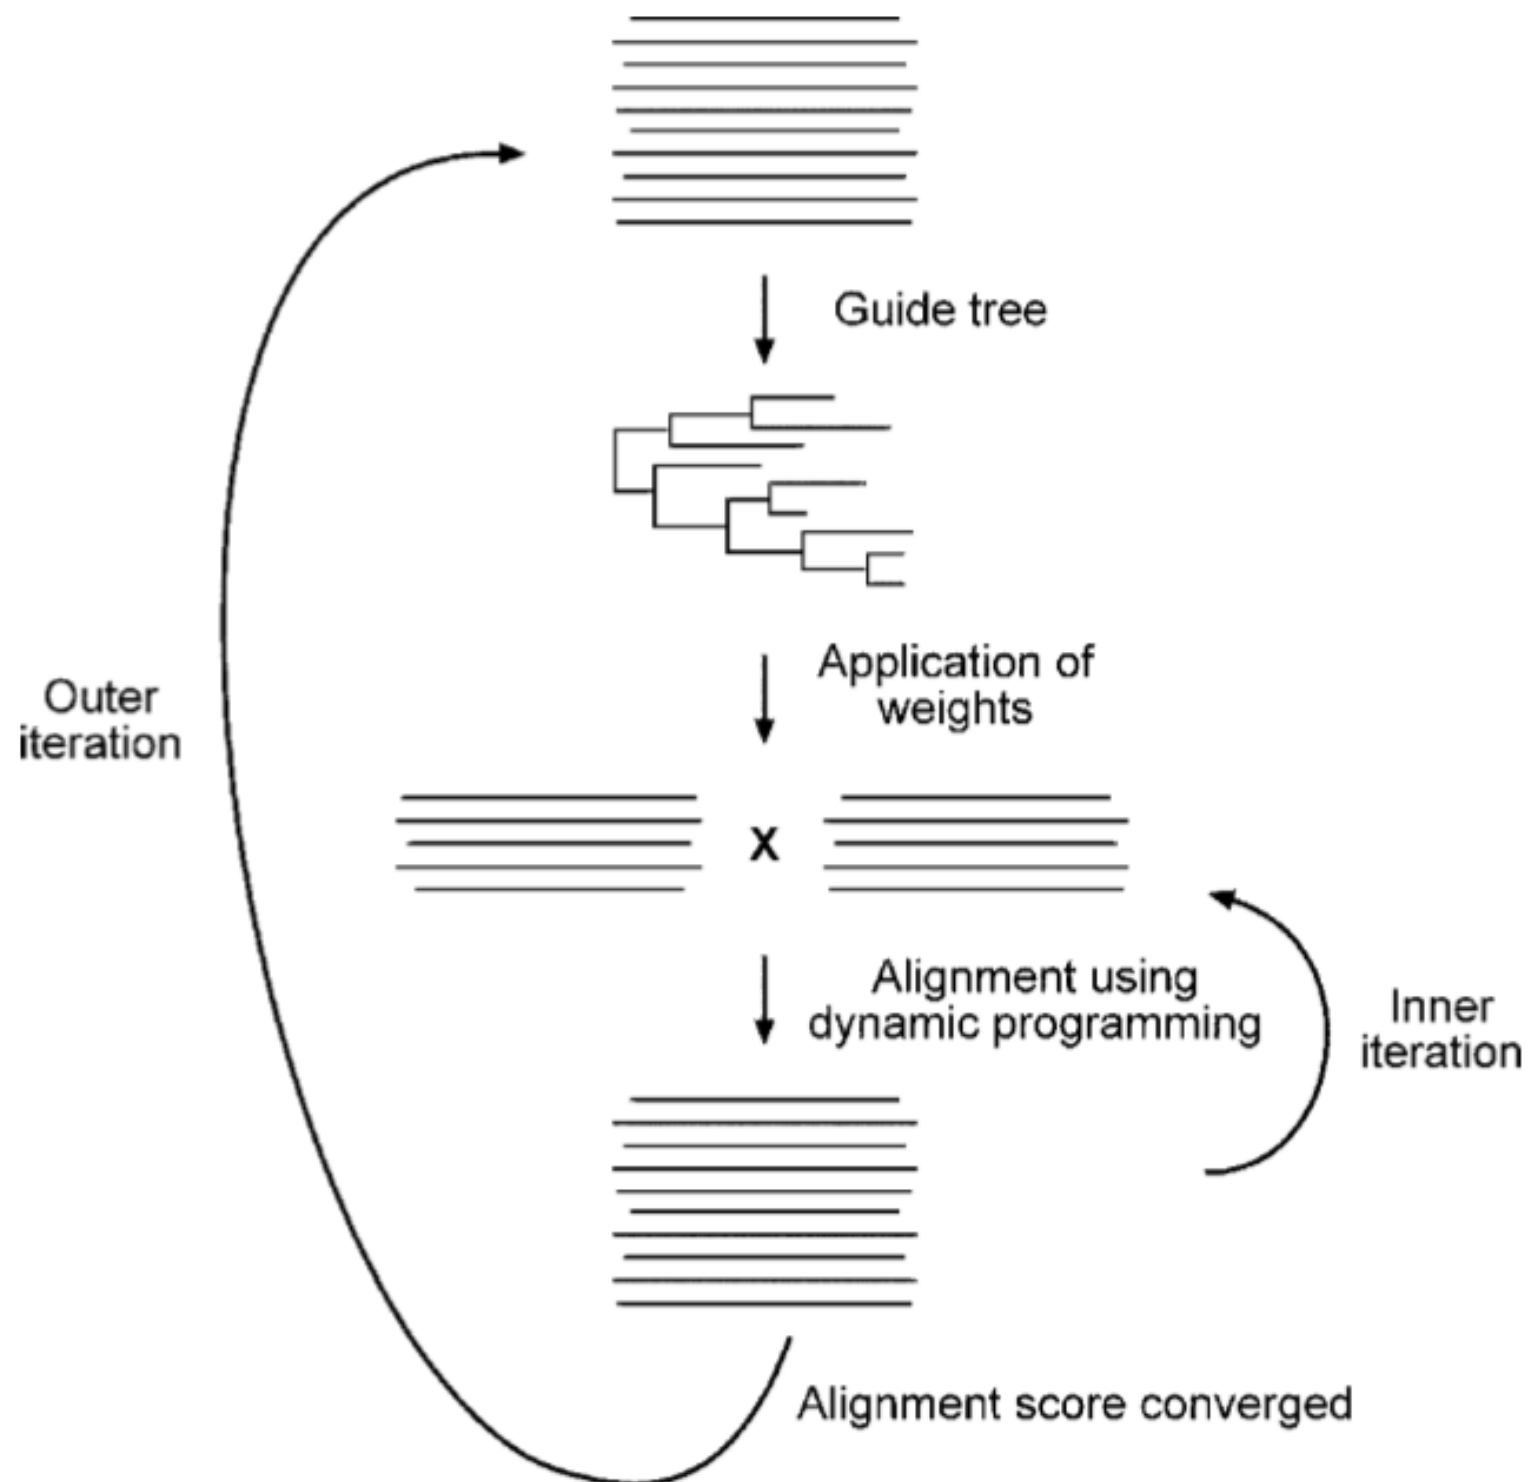 Guide tree
Application of
weights
Outer
iteration
X
Alignment using
dynamic programming
Inner
iteration
Alignment score converged